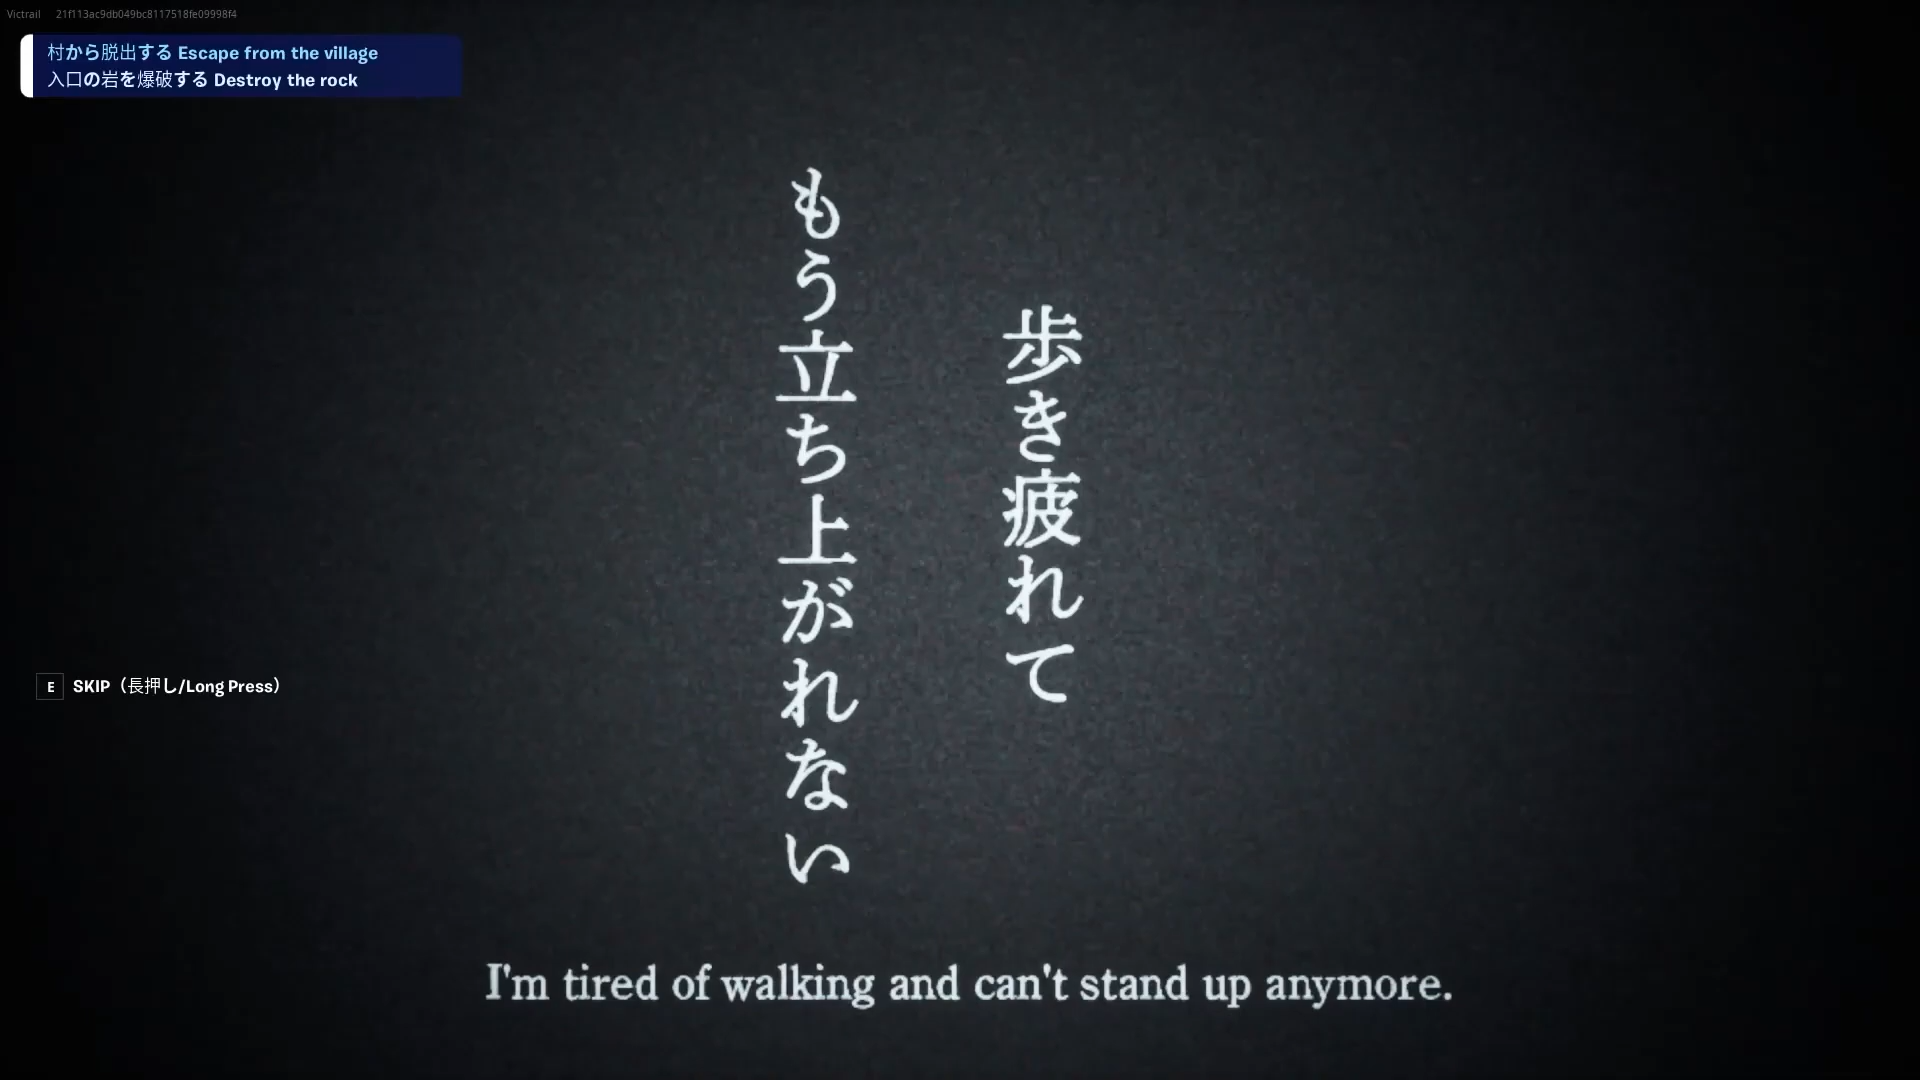 Victrail 21f113ac9db049bc8117518fe09998f4
村から脱出する Escape from the village
入口の岩を爆破する Destroy the rock
歩き疲れて
もう立ち上がれない
E SKIP（長押し/Long Press）
I'm tired of walking and can't stand up anymore.